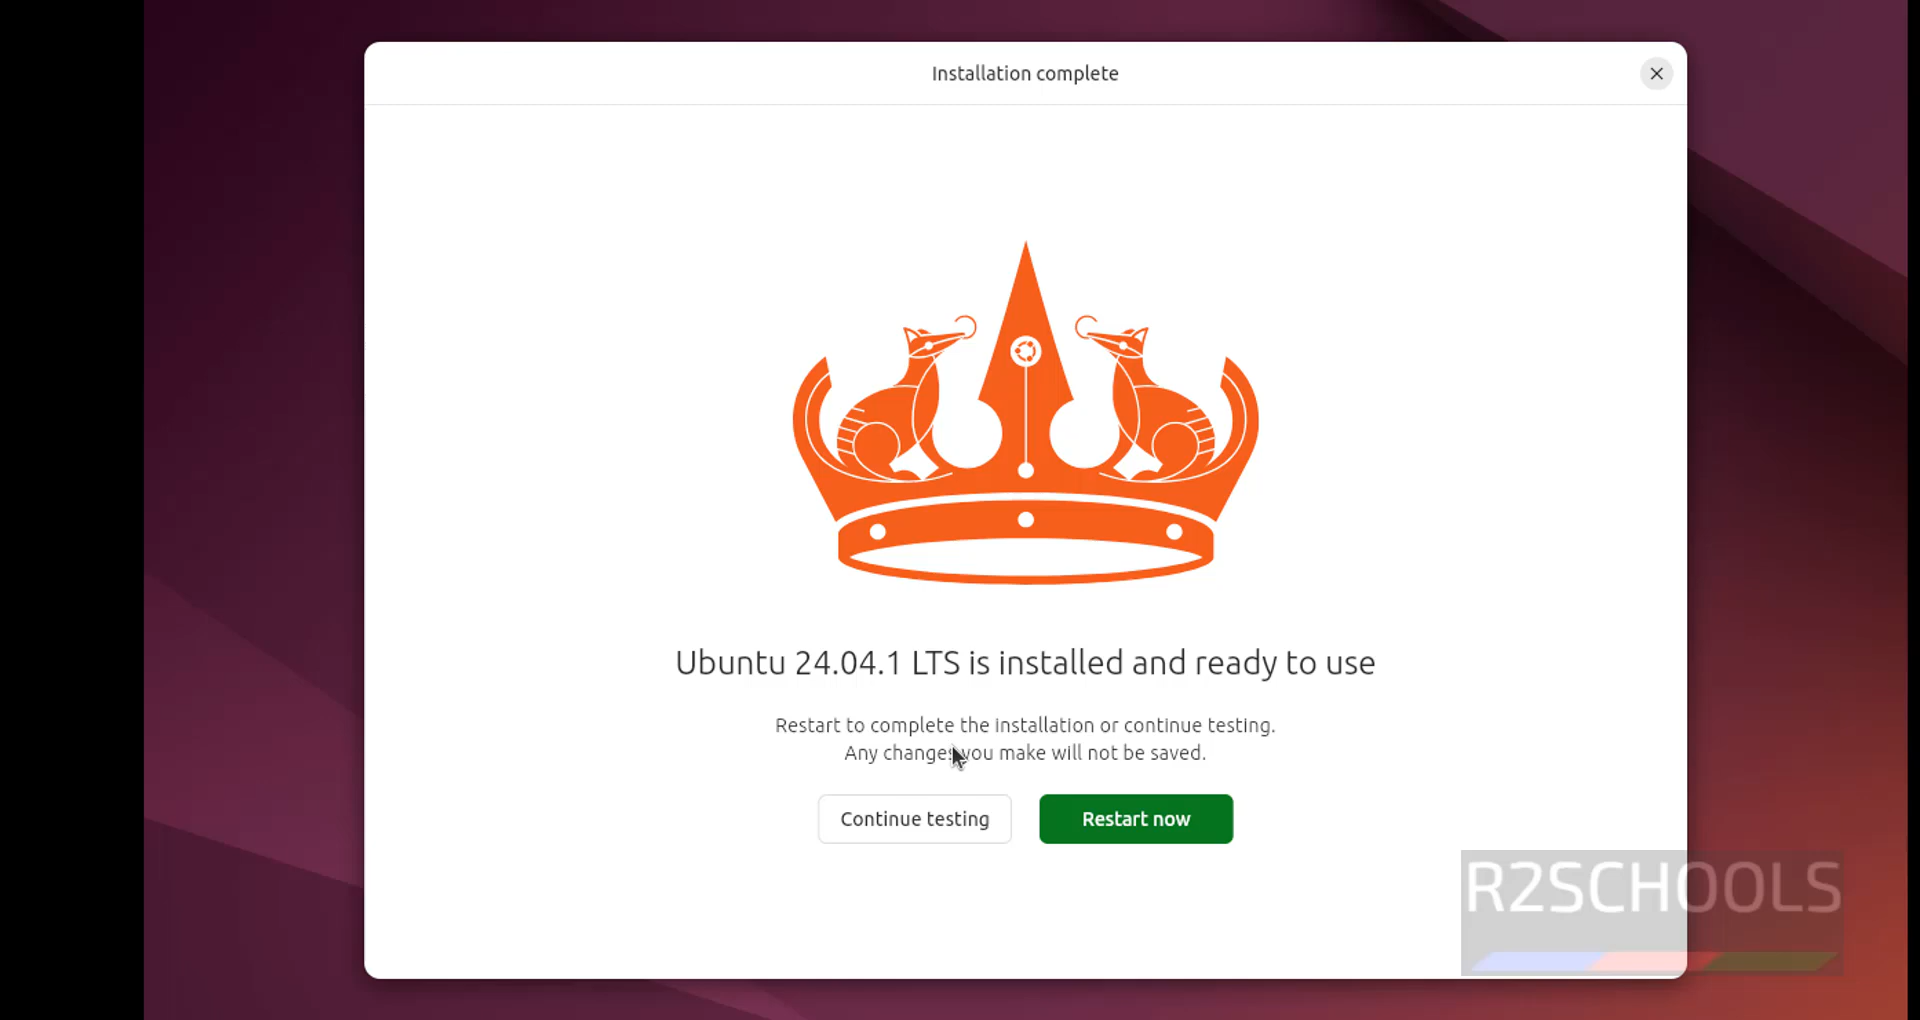 Installation complete
Ubuntu 24.04.1 LTS is installed and ready to use
Restart to complete the installation or continue testing.
Any changes you make will not be saved.
Continue testing
Restart now
R2SCHOOLS